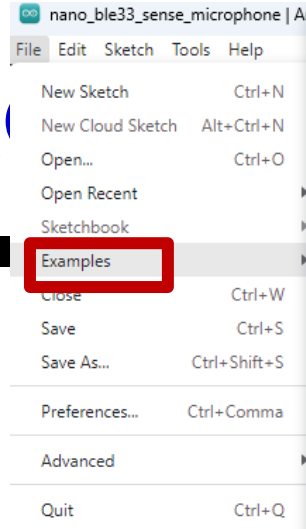 nano_ble33_sense_microphone | A
File Edit Sketch Tools Help
New Sketch Ctrl+N
New Cloud Sketch Alt+Ctrl+N
Open... Ctrl+O
Open Recent
Sketchbook
Examples
Close Ctrl+W
Save Ctrl+S
Save As... Ctrl+Shift+S
Preferences... Ctrl+Comma
Advanced
Quit Ctrl+Q